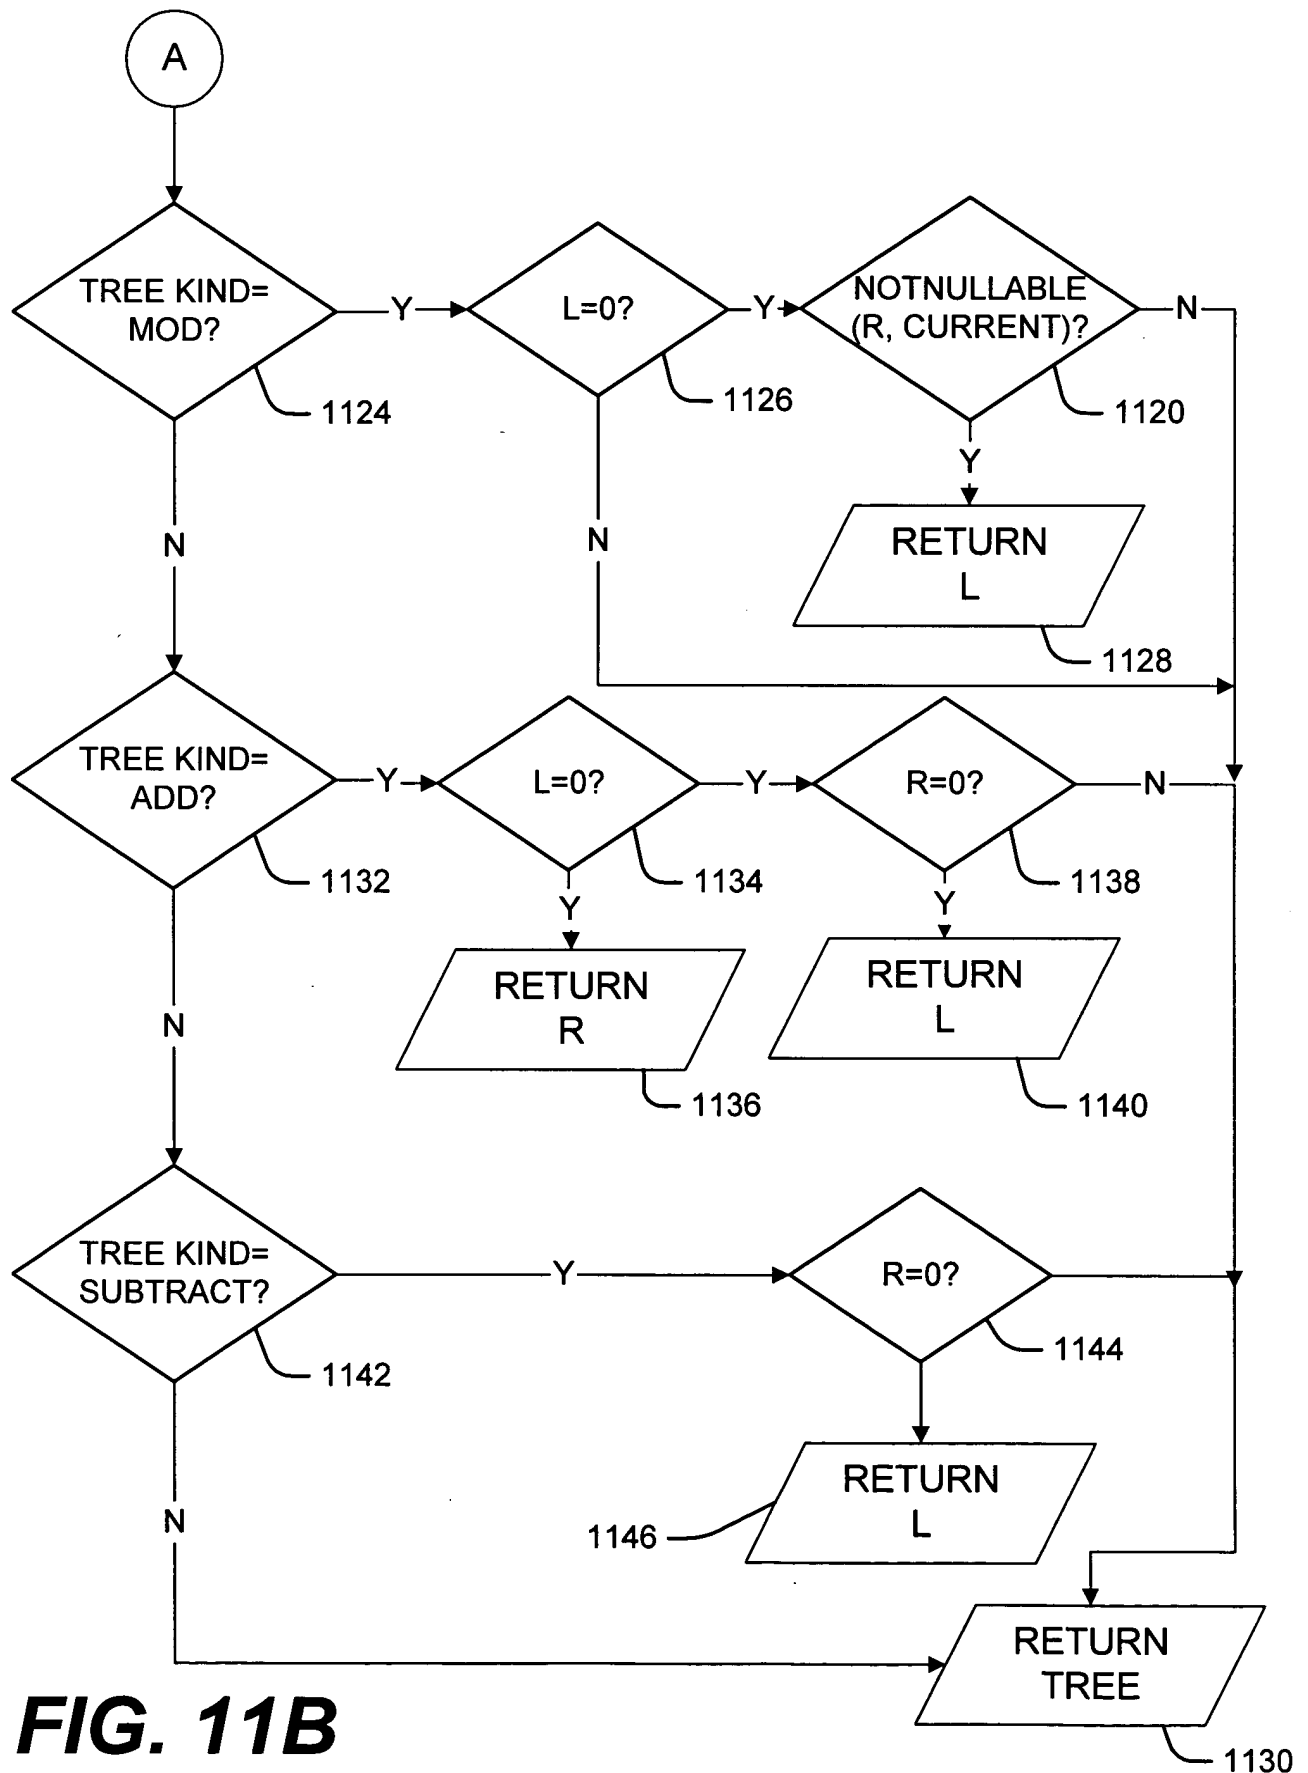 A
TREE KIND=
MOD?
Y
L=0?
Y
NOTNULLABLE
(R, CURRENT)?
N
1124
1126
1120
Y
N
N
RETURN
L
1128
TREE KIND=
ADD?
Y
L=0?
Y
R=0?
N
1132
1134
1138
Y
Y
RETURN
R
RETURN
L
N
1136
1140
TREE KIND=
SUBTRACT?
Y
R=0?
1142
1144
N
RETURN
L
1146
RETURN
TREE
1130
FIG. 11B